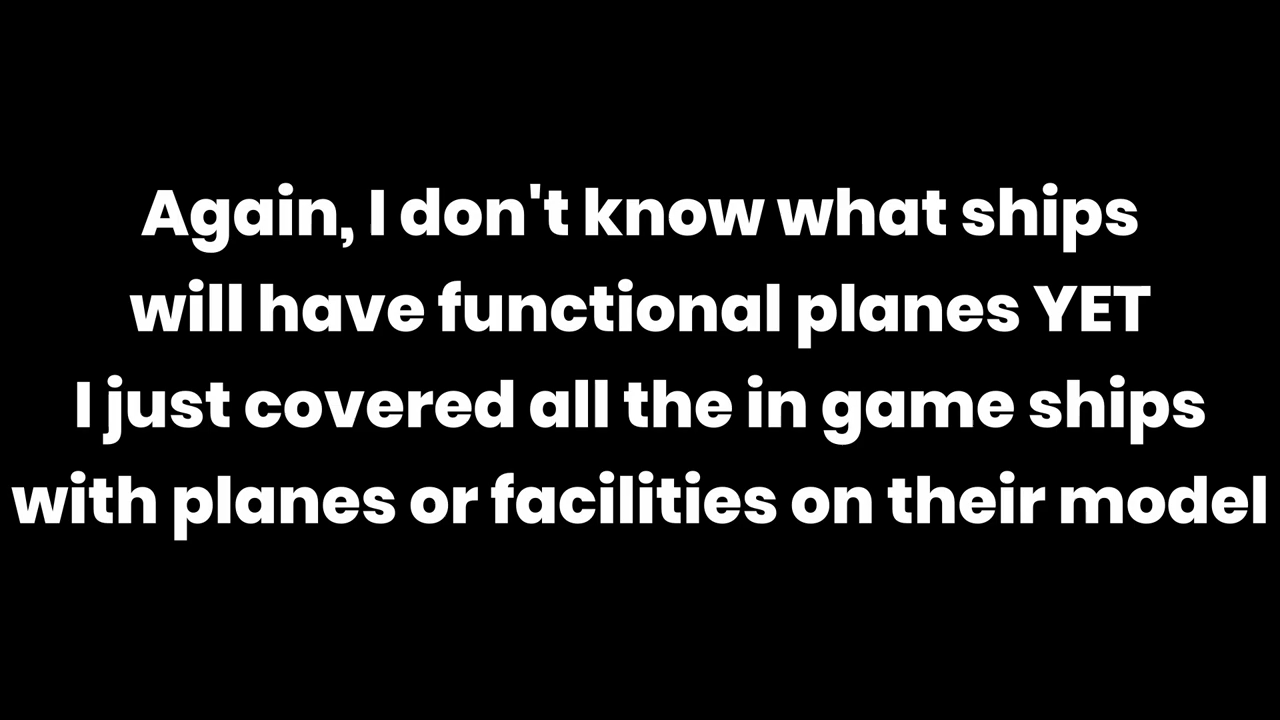 Again, I don't know what ships
will have functional planes YET
I just covered all the in game ships
with planes or facilities on their model